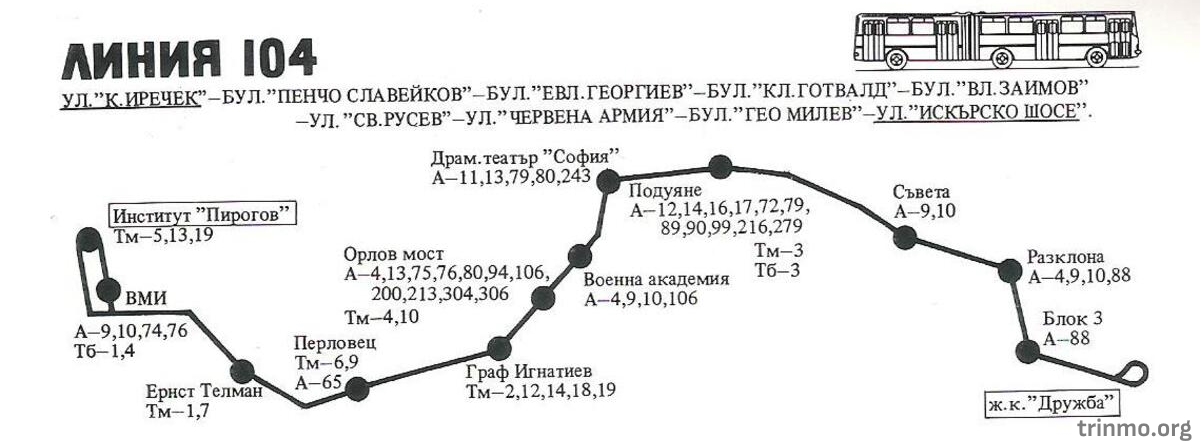 ЛИНИЯ 104
УЛ."К.ИРЕЧЕК"–БУЛ."ПЕНЧО СЛАВЕЙКОВ"–БУЛ."ЕВЛ.ГЕОРГИЕВ"–БУЛ."КЛ.ГОТВАЛД"–БУЛ."ВЛ.ЗАИМОВ"
–УЛ."СВ.РУСЕВ"–УЛ."ЧЕРВЕНА АРМИЯ"–БУЛ."ГЕО МИЛЕВ"–УЛ."ИСКЪРСКО ШОСЕ".
Институт "Пирогов"
Тм–5,13,19
ВМИ
А–9,10,74,76
Тб–1,4
Ернст Телман
Тм–1,7
Перловец
Тм–6,9
А–65
Граф Игнатиев
Тм–2,12,14,18,19
Орлов мост
А–4,13,75,76,80,94,106,
200,213,304,306
Тм–4,10
Военна академия
А–4,9,10,106
Драм.театър "София"
А–11,13,79,80,243
Подуяне
А–12,14,16,17,72,79,
89,90,99,216,279
Тм–3
Тб–3
Съвета
А–9,10
Разклона
А–4,9,10,88
Блок 3
А–88
ж.к."Дружба"
trinmo.org